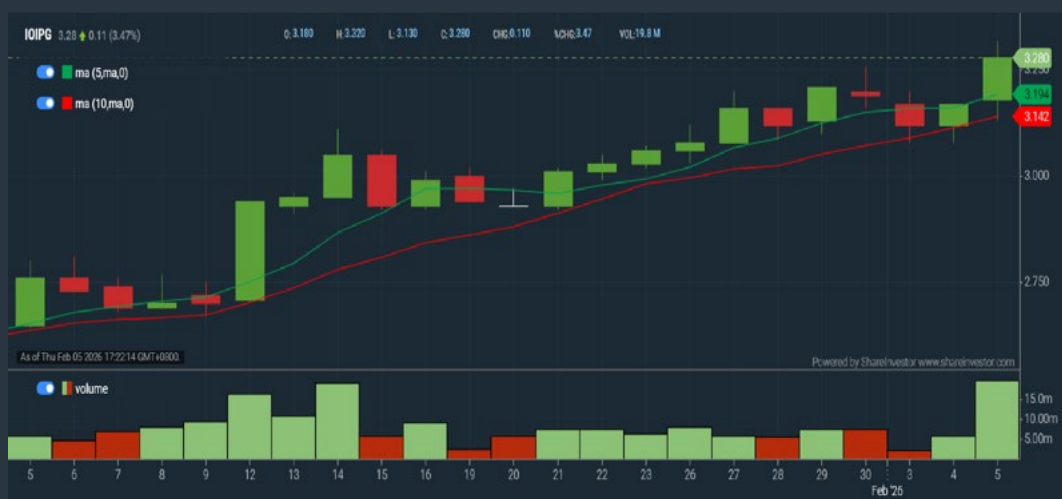 IOIPG 3.28 0.11 (3.47%) O:3.180 H:3.320 L:3.130 C:3.280 CHG:0.110 %CHG:3.47 VOL:19.8 M
ma (5,ma,0)
ma (10,ma,0)
3.280
3.250
3.194
3.142
3.000
2.750
As of Thu Feb 05 2026 17:22:14 GMT+0800.
Powered by ShareInvestor www.shareinvestor.com
volume
15.0m
10.00m
5.00m
5 6 7 8 9 12 13 14 15 16 19 20 21 22 23 26 27 28 29 30 3 4 5
Feb '26